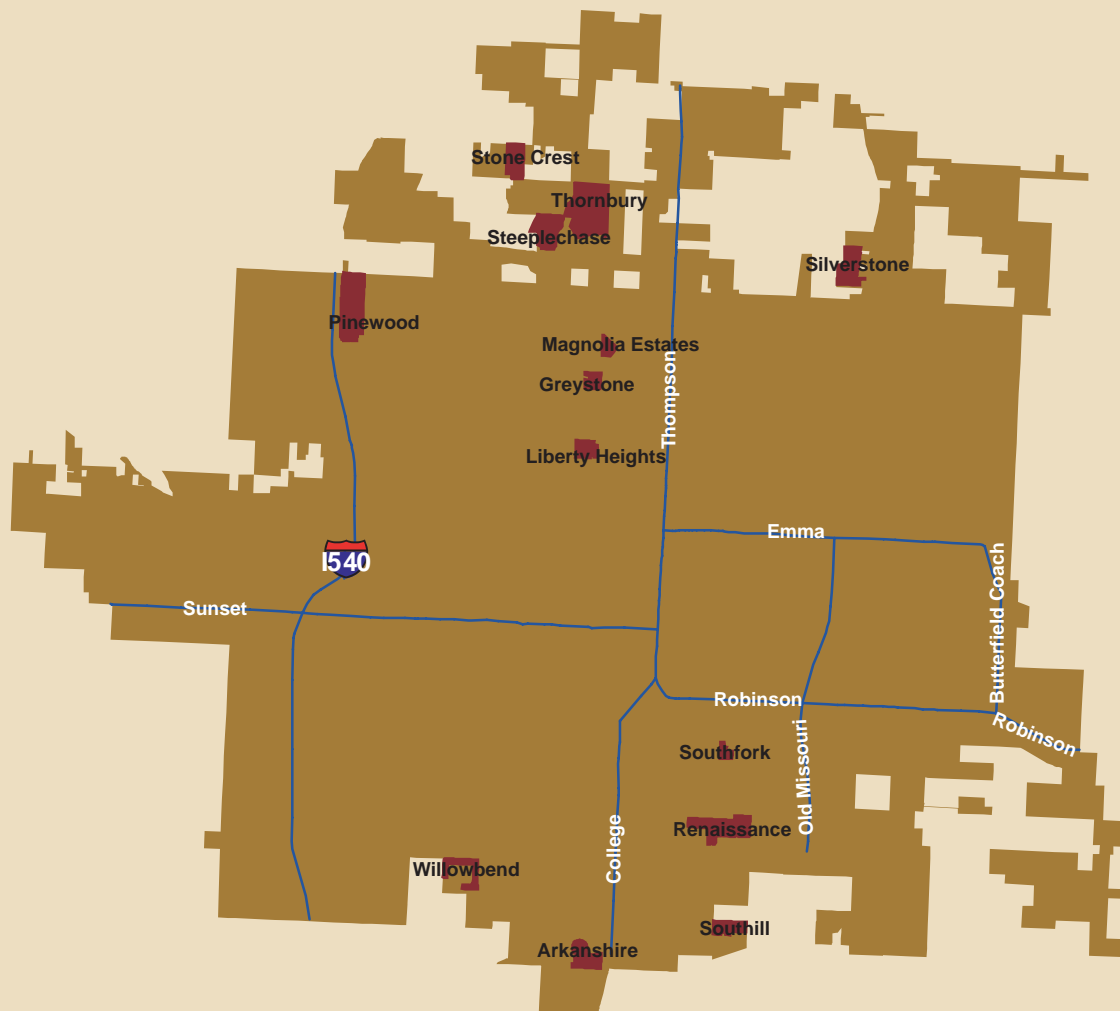 Stone Crest
Thornbury
Steeplechase
Silverstone
Pinewood
Magnolia Estates
Greystone
Thompson
Liberty Heights
Emma
I540
Butterfield Coach
Sunset
Robinson
Robinson
Southfork
Old Missouri
Renaissance
College
Willowbend
Southill
Arkanshire